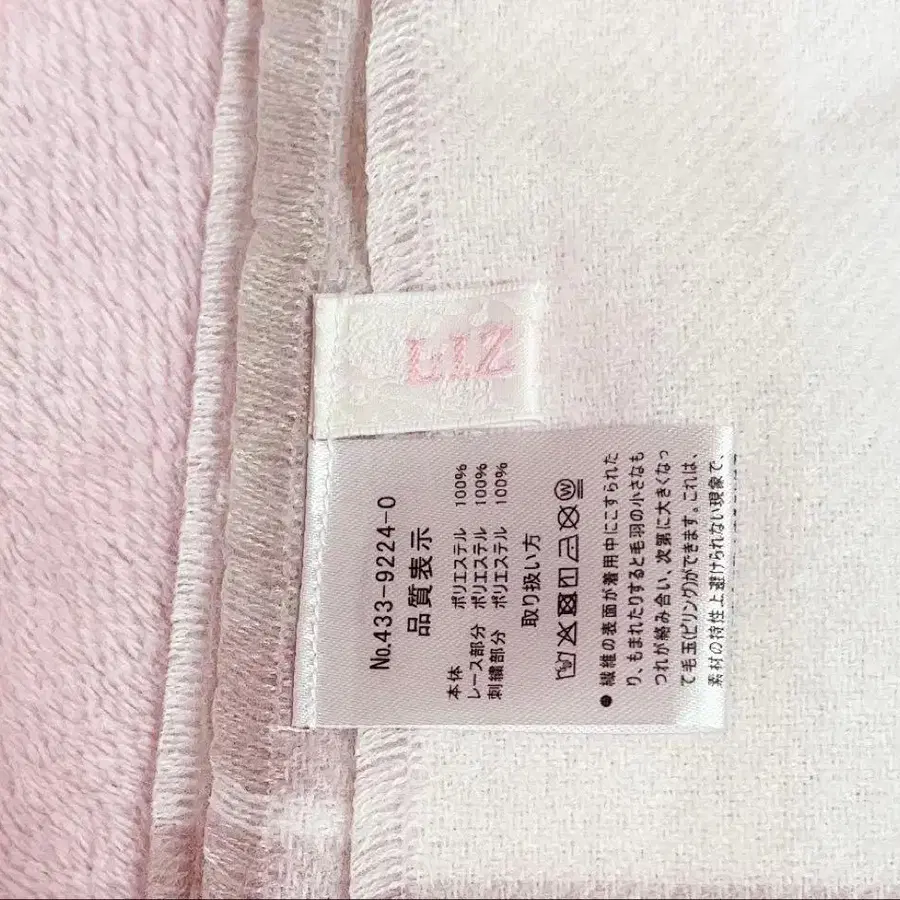 LIZ
No.433-9224-0
品質表示
本体 ポリエステル 100%
レース部分 ポリエステル 100%
刺繍部分 ポリエステル 100%
取り扱い方
● 繊維の表面が着用中にこすられた
り、もまれたりすると毛羽の小さなも
つれが絡み合い、次第に大きくなっ
て毛玉(ピリング)ができます。これは、
素材の特性上避けられない現象で、